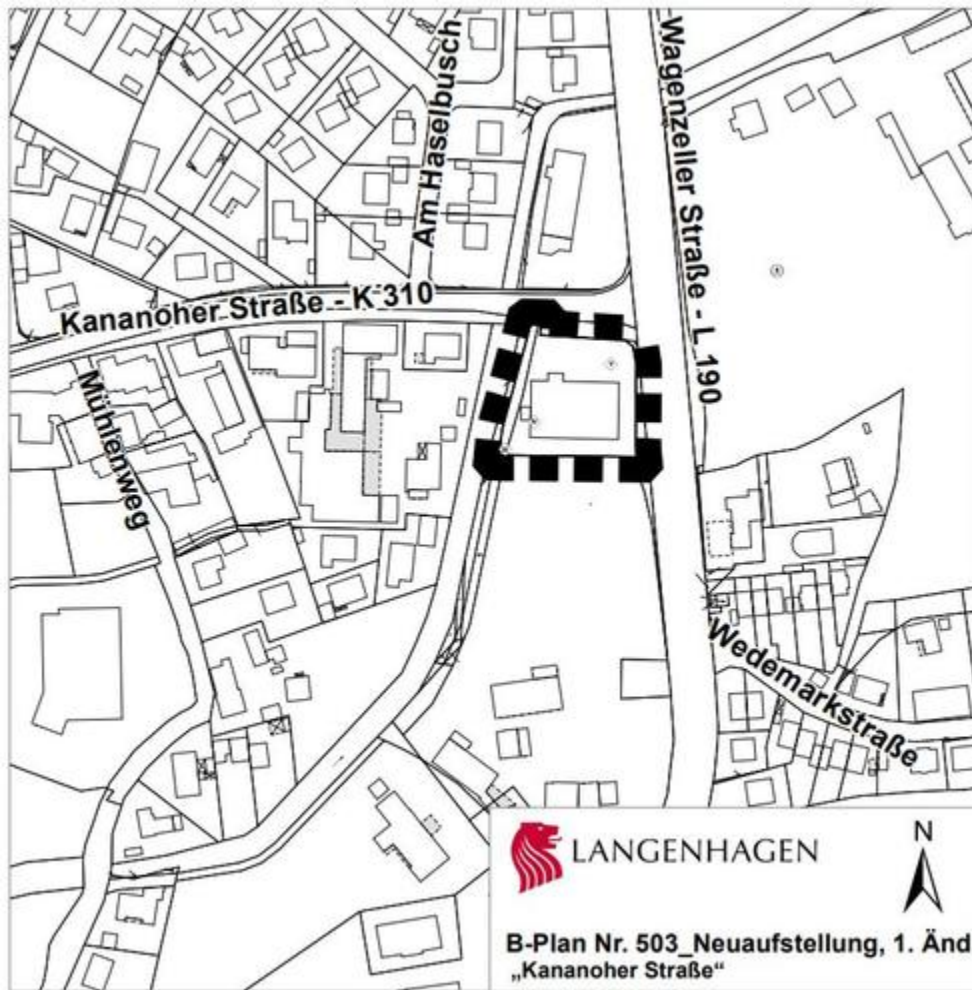 Am Haselbusch
Wagenzeller Straße - L 190
Kananoher Straße - K 310
Mühlenweg
Wedemarkstraße
LANGENHAGEN
N
B-Plan Nr. 503_Neuaufstellung, 1. Änd
„Kananoher Straße“